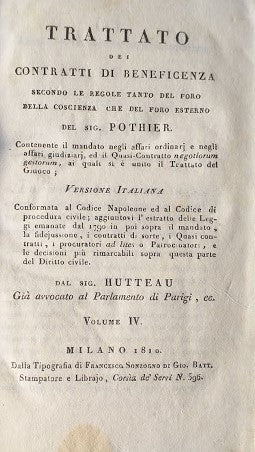 TRATTATO
DEI
CONTRATTI DI BENEFICENZA
SECONDO LE REGOLE TANTO DEL FORO
DELLA COSCIENZA CHE DEL FORO ESTERNO
DEL SIG. POTHIER.
Contenente il mandato negli affari ordinarj e negli
affari giudiziarj, ed il Quasi-Contratto negotiorum
gestorum, ai quali si è unito il Trattato del
Giuoco;
VERSIONE ITALIANA
Conformata al Codice Napoleone ed al Codice di
procedura civile; aggiuntovi l'estratto delle Leg-
gi emanate dal 1790 in poi sopra il mandato,
la fidejussione, i contratti di sorte, i Quasi con-
tratti, i procuratori ad lites o Patrocinatori, e
le decisioni più rimarcabili sopra questa parte
del Diritto civile.
DAL SIG. HUTTEAU
Già avvocato al Parlamento di Parigi, ec.
VOLUME IV.
MILANO 1810.
Dalla Tipografia di FRANCESCO SONZOGNO DI GIO. BATT.
Stampatore e Librajo, Corsia de' Servi N. 596.